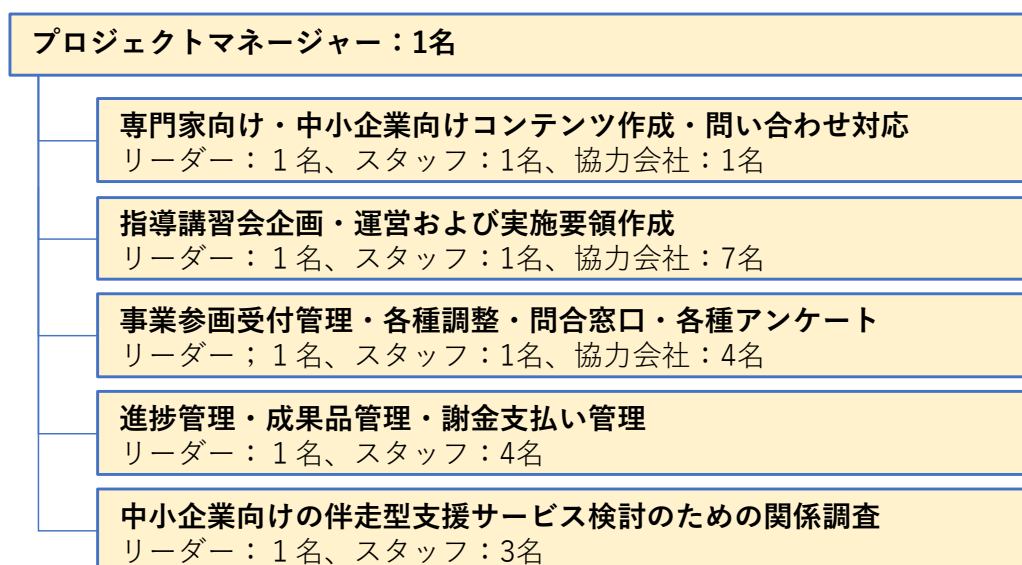 プロジェクトマネージャー：1名
専門家向け・中小企業向けコンテンツ作成・問い合わせ対応
リーダー：１名、スタッフ：1名、協力会社：1名
指導講習会企画・運営および実施要領作成
リーダー：１名、スタッフ：1名、協力会社：7名
事業参画受付管理・各種調整・問合窓口・各種アンケート
リーダー；１名、スタッフ：1名、協力会社：4名
進捗管理・成果品管理・謝金支払い管理
リーダー：１名、スタッフ：4名
中小企業向けの伴走型支援サービス検討のための関係調査
リーダー：１名、スタッフ：3名